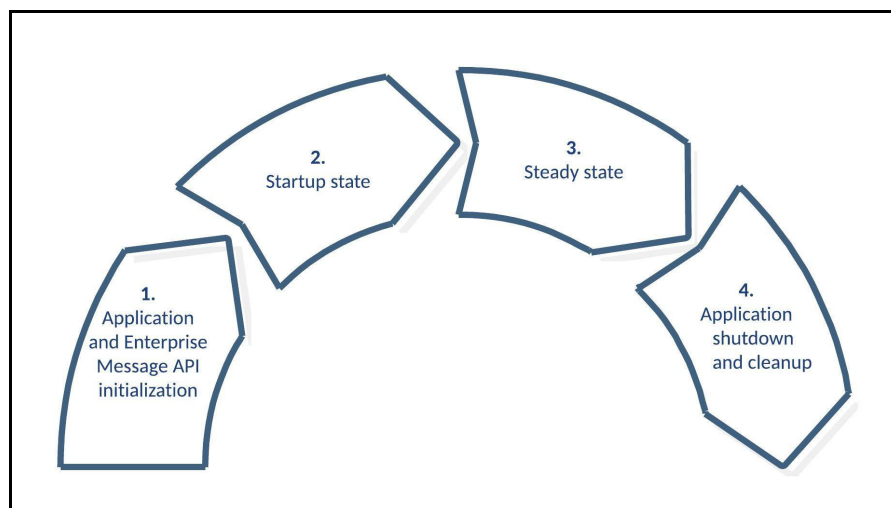 1.
Application
and Enterprise
Message API
initialization
2.
Startup state
3.
Steady state
4.
Application
shutdown
and cleanup